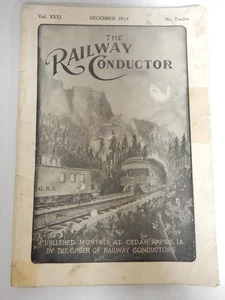 Vol. XXXI DECEMBER 1914 No. Twelve
THE
RAILWAY
CONDUCTOR
O. R. C.
PUBLISHED MONTHLY AT CEDAR RAPIDS, IA.
BY THE ORDER OF RAILWAY CONDUCTORS